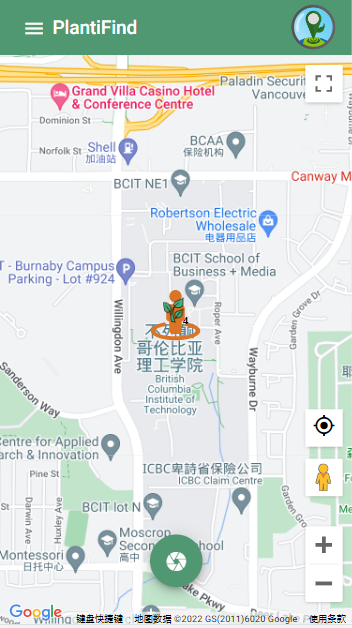 PlantiFind
Paladin Securit
Vancouve
Grand Villa Casino Hotel
& Conference Centre
Dominion St
Norfolk St
Shell
加油站
BCAA
保险机构
BCIT NE1
Canway M
Robertson Electric
Wholesale
电器用品店
T - Burnaby Campus
Parking - Lot #924
BCIT School of
Business + Media
Willingdon Ave
Roper Ave
Garden Grove Dr
4
哥伦比亚
理工学院
British
Columbia
Institute of
Technology
Wayburne Dr
Sanderson Way
Centre for Applied
arch & Innovation
Pine St
ICBC卑詩省保險公司
ICBC Claim Centre
Darwin Ave
Huxley Ave
BCIT lot N
Garden Gro
Moscrop
Secon
school
高中
Montessori
日托中心
ke Pkwy
Google
键盘快捷键
地图数据 ©2022 GS(2011)6020 Google
使用条款